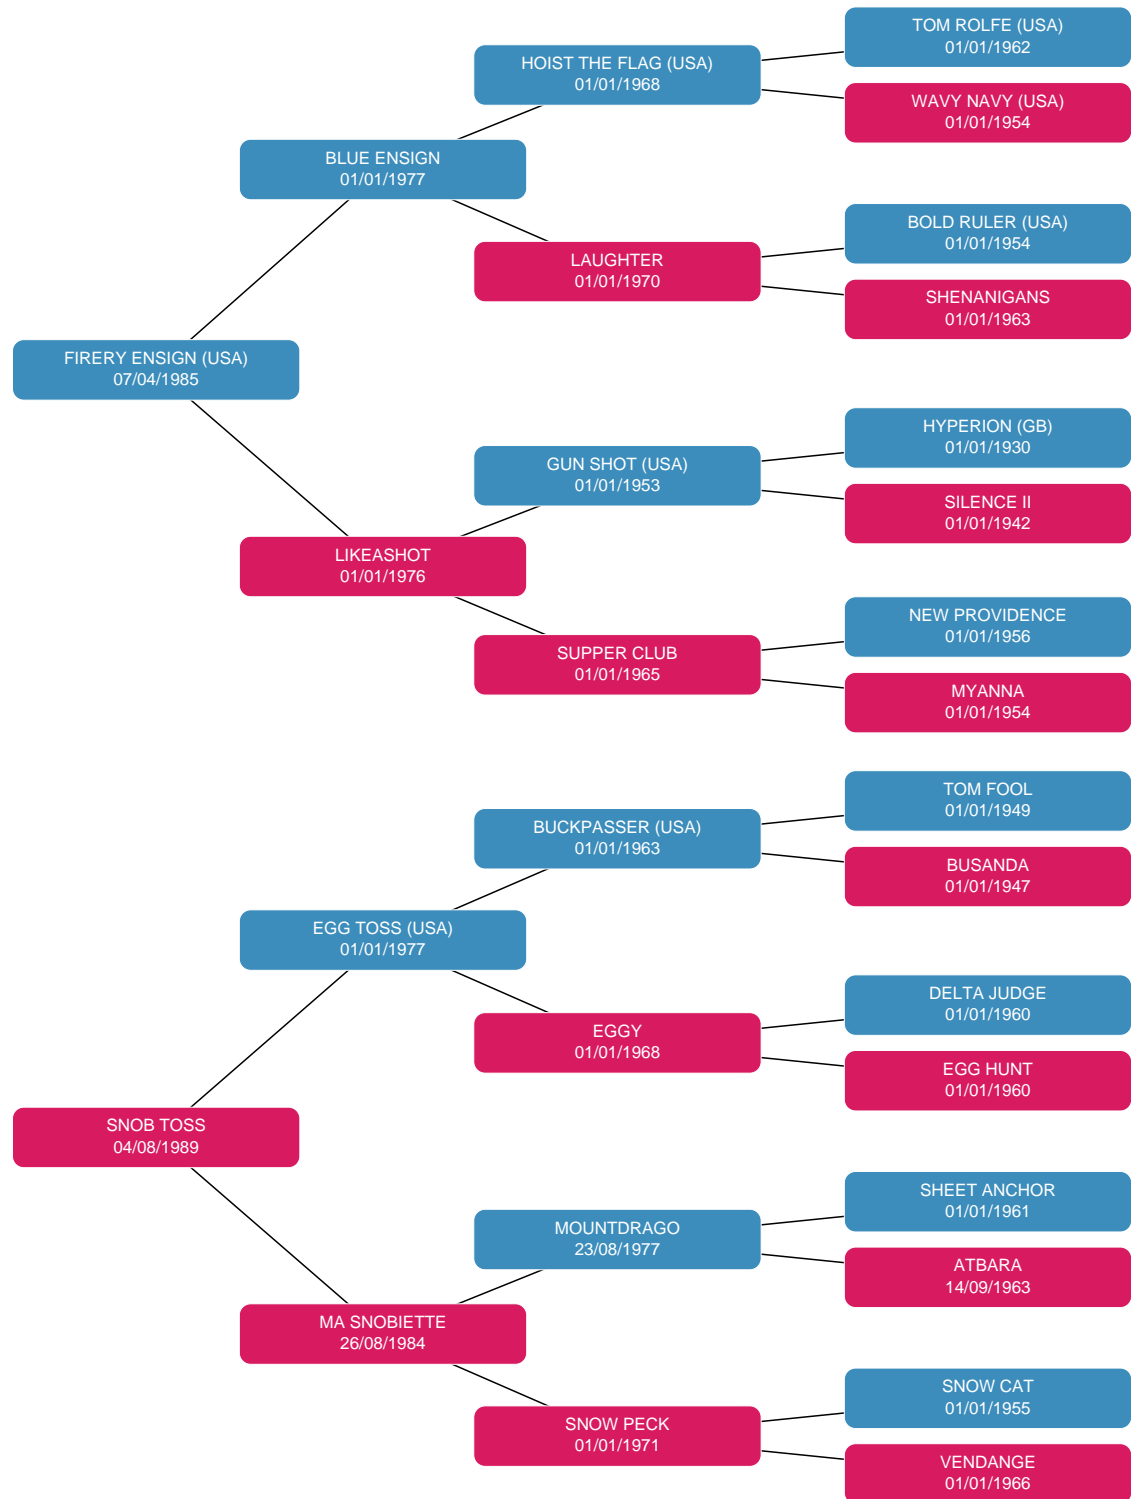 TOM ROLFE (USA)
01/01/1962
HOIST THE FLAG (USA)
01/01/1968
WAVY NAVY (USA)
01/01/1954
BLUE ENSIGN
01/01/1977
BOLD RULER (USA)
01/01/1954
LAUGHTER
01/01/1970
SHENANIGANS
01/01/1963
FIRERY ENSIGN (USA)
07/04/1985
HYPERION (GB)
01/01/1930
GUN SHOT (USA)
01/01/1953
SILENCE II
01/01/1942
LIKEASHOT
01/01/1976
NEW PROVIDENCE
01/01/1956
SUPPER CLUB
01/01/1965
MYANNA
01/01/1954
TOM FOOL
01/01/1949
BUCKPASSER (USA)
01/01/1963
BUSANDA
01/01/1947
EGG TOSS (USA)
01/01/1977
DELTA JUDGE
01/01/1960
EGGY
01/01/1968
EGG HUNT
01/01/1960
SNOB TOSS
04/08/1989
SHEET ANCHOR
01/01/1961
MOUNTDRAGO
23/08/1977
ATBARA
14/09/1963
MA SNOBIETTE
26/08/1984
SNOW CAT
01/01/1955
SNOW PECK
01/01/1971
VENDANGE
01/01/1966